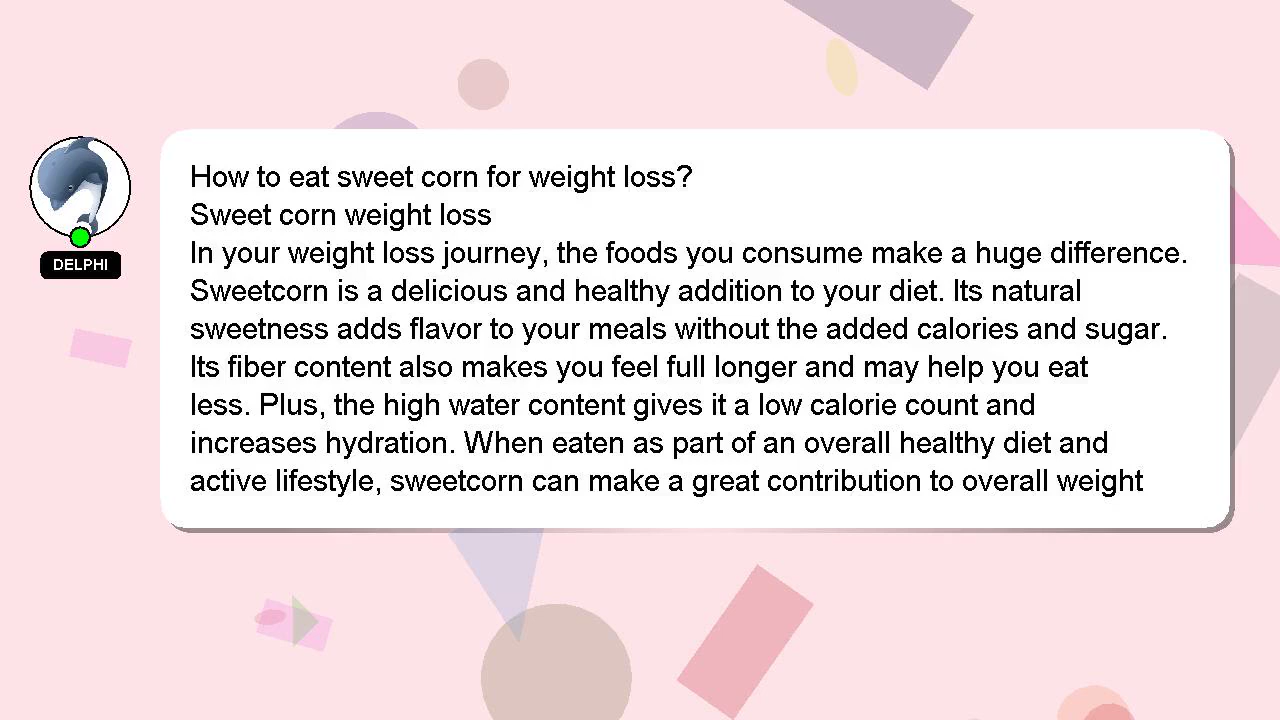 How to eat sweet corn for weight loss?
Sweet corn weight loss
In your weight loss journey, the foods you consume make a huge difference.
Sweetcorn is a delicious and healthy addition to your diet. Its natural
sweetness adds flavor to your meals without the added calories and sugar.
Its fiber content also makes you feel full longer and may help you eat
less. Plus, the high water content gives it a low calorie count and
increases hydration. When eaten as part of an overall healthy diet and
active lifestyle, sweetcorn can make a great contribution to overall weight
DELPHI